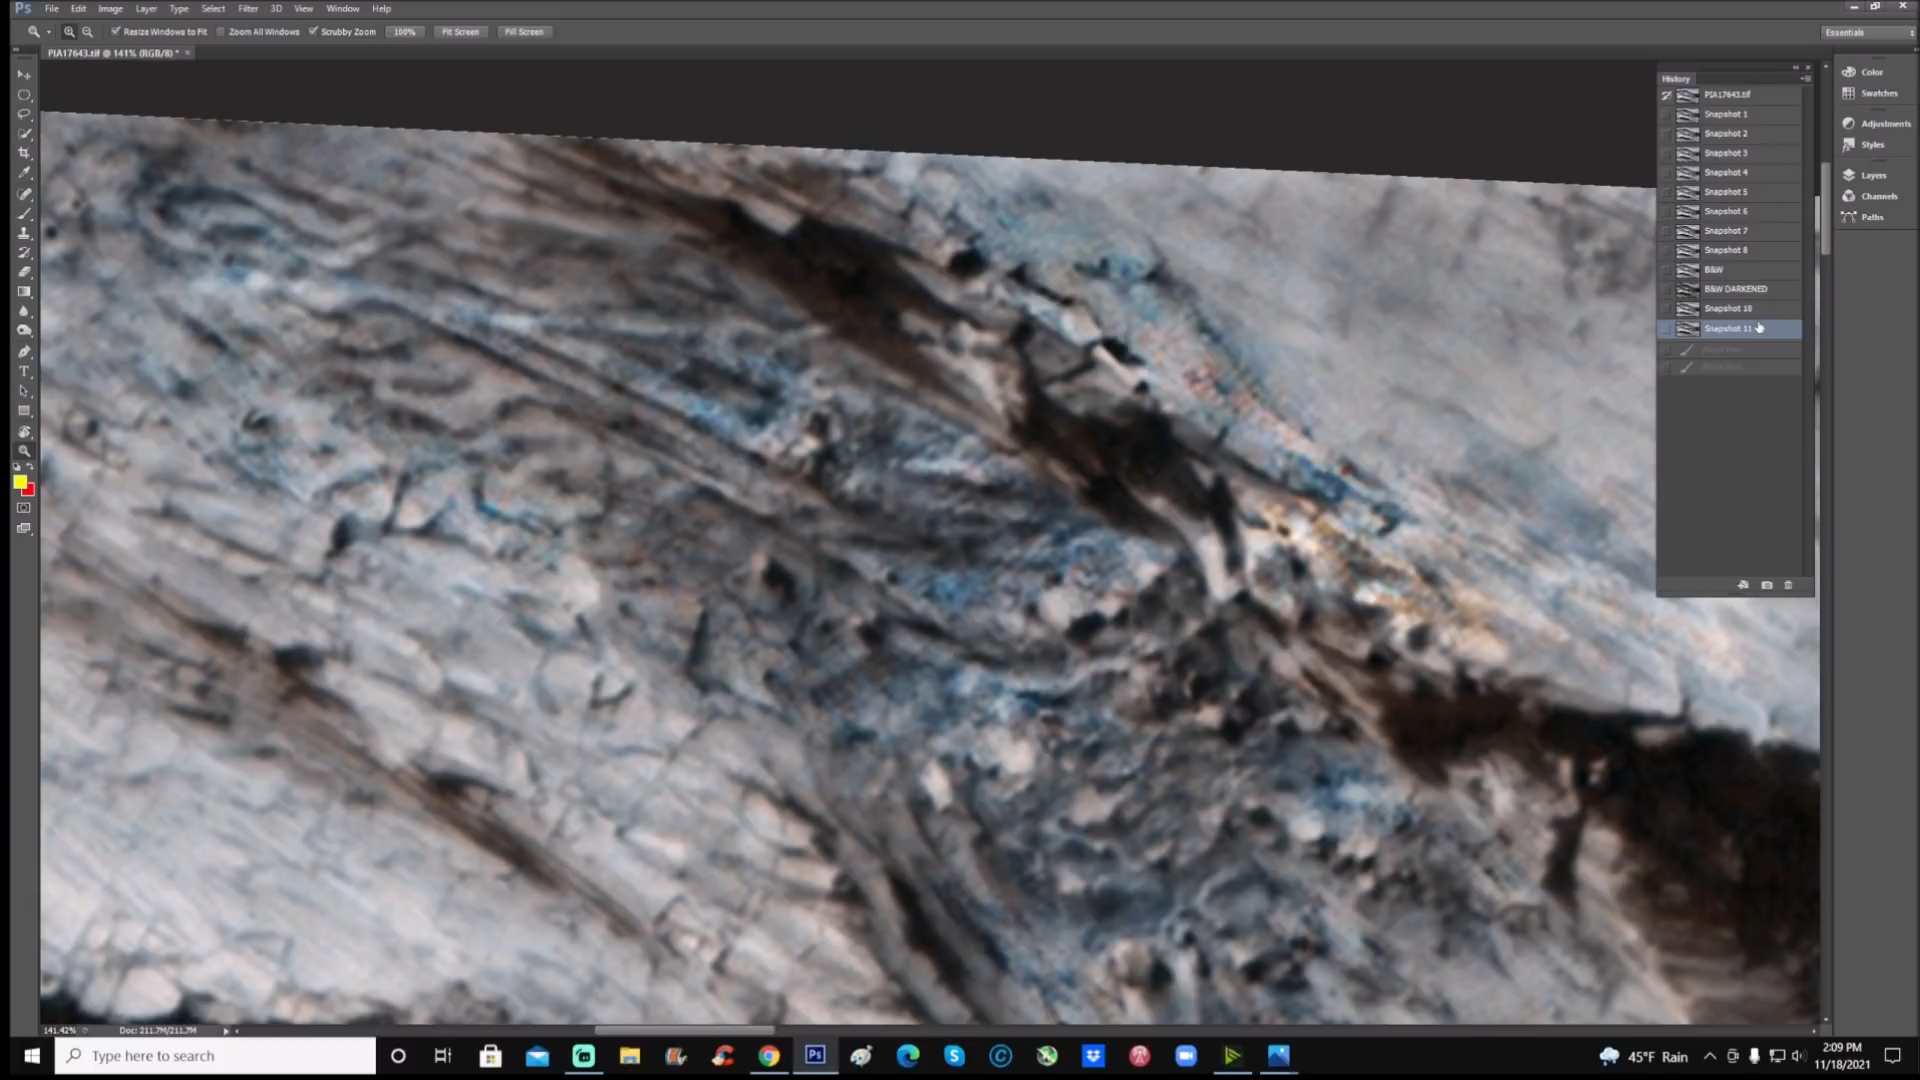 Ps File Edit Image Layer Type Select Filter 3D View Window Help
Resize Windows to Fit Zoom All Windows Scrubby Zoom 100% Fit Screen Fill Screen Essentials
PIA17643.tif @ 141% (RGB/8) * ×
History
PIA17643.tif
Snapshot 1
Snapshot 2
Snapshot 3
Snapshot 4
Snapshot 5
Snapshot 6
Snapshot 7
Snapshot 8
B&W
B&W DARKENED
Snapshot 10
Snapshot 11
Color
Swatches
Adjustments
Styles
Layers
Channels
Paths
141.42% Doc: 211.7M/211.7M
Type here to search
Ps
45°F Rain
2:09 PM
11/18/2021